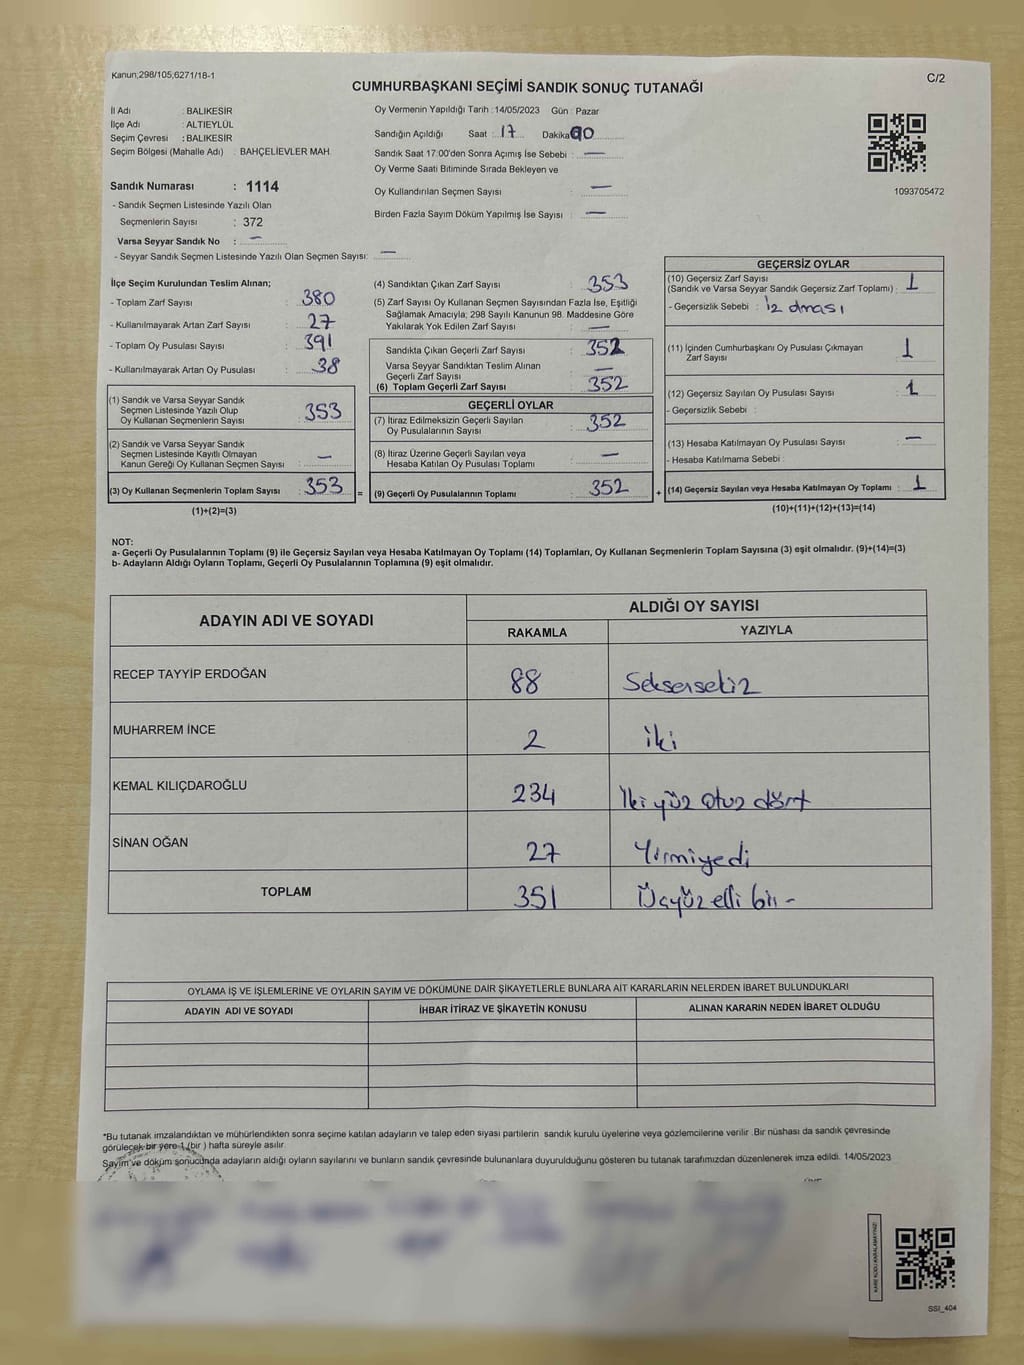 Kanun;298/105,6271/18-1
C/2
CUMHURBAŞKANI SEÇİMİ SANDIK SONUÇ TUTANAĞI
İl Adı : BALIKESİR
İlçe Adı : ALTIEYLÜL
Seçim Çevresi : BALIKESİR
Seçim Bölgesi (Mahalle Adı) : BAHÇELİEVLER MAH.
Sandık Numarası : 1114
- Sandık Seçmen Listesinde Yazılı Olan
Seçmenlerin Sayısı : 372
Varsa Seyyar Sandık No : —
- Seyyar Sandık Seçmen Listesinde Yazılı Olan Seçmen Sayısı: —
Oy Vermenin Yapıldığı Tarih : 14/05/2023 Gün : Pazar
Sandığın Açıldığı Saat : 17 Dakika 00
Sandık Saat 17:00'den Sonra Açımış İse Sebebi : —
Oy Verme Saati Bitiminde Sırada Bekleyen ve
Oy Kullandırılan Seçmen Sayısı : —
Birden Fazla Sayım Döküm Yapılmış İse Sayısı : —
1093705472
İlçe Seçim Kurulundan Teslim Alınan;
- Toplam Zarf Sayısı : 380
- Kullanılmayarak Artan Zarf Sayısı : 27
- Toplam Oy Pusulası Sayısı : 391
- Kullanılmayarak Artan Oy Pusulası : 38
(1) Sandık ve Varsa Seyyar Sandık
Seçmen Listesinde Yazılı Olup
Oy Kullanan Seçmenlerin Sayısı : 353
(2) Sandık ve Varsa Seyyar Sandık
Seçmen Listesinde Kayıtlı Olmayan
Kanun Gereği Oy Kullanan Seçmen Sayısı : —
(3) Oy Kullanan Seçmenlerin Toplam Sayısı : 353
(1)+(2)=(3)
=
(4) Sandıktan Çıkan Zarf Sayısı : 353
(5) Zarf Sayısı Oy Kullanan Seçmen Sayısından Fazla İse, Eşitliği
Sağlamak Amacıyla; 298 Sayılı Kanunun 98. Maddesine Göre
Yakılarak Yok Edilen Zarf Sayısı : —
Sandıkta Çıkan Geçerli Zarf Sayısı : 352
Varsa Seyyar Sandıktan Teslim Alınan
Geçerli Zarf Sayısı : —
(6) Toplam Geçerli Zarf Sayısı : 352
GEÇERLİ OYLAR
(7) İtiraz Edilmeksizin Geçerli Sayılan
Oy Pusulalarının Sayısı : 352
(8) İtiraz Üzerine Geçerli Sayılan veya
Hesaba Katılan Oy Pusulası Toplamı : —
(9) Geçerli Oy Pusulalarının Toplamı : 352
+
GEÇERSİZ OYLAR
(10) Geçersiz Zarf Sayısı
(Sandık ve Varsa Seyyar Sandık Geçersiz Zarf Toplamı) : 1
- Geçersizlik Sebebi : iz olması
(11) İçinden Cumhurbaşkanı Oy Pusulası Çıkmayan
Zarf Sayısı : 1
(12) Geçersiz Sayılan Oy Pusulası Sayısı : 1
- Geçersizlik Sebebi :
(13) Hesaba Katılmayan Oy Pusulası Sayısı : —
- Hesaba Katılmama Sebebi :
(14) Geçersiz Sayılan veya Hesaba Katılmayan Oy Toplamı : 1
(10)+(11)+(12)+(13)=(14)
NOT:
a- Geçerli Oy Pusulalarının Toplamı (9) ile Geçersiz Sayılan veya Hesaba Katılmayan Oy Toplamı (14) Toplamları, Oy Kullanan Seçmenlerin Toplam Sayısına (3) eşit olmalıdır. (9)+(14)=(3)
b- Adayların Aldığı Oyların Toplamı, Geçerli Oy Pusulalarının Toplamına (9) eşit olmalıdır.
ADAYIN ADI VE SOYADI ALDIĞI OY SAYISI
RAKAMLA YAZIYLA
RECEP TAYYİP ERDOĞAN 88 Seksensekiz
MUHARREM İNCE 2 iki
KEMAL KILIÇDAROĞLU 234 İki yüz otuz dört
SİNAN OĞAN 27 Yirmiyedi
TOPLAM 351 Üçyüz elli bir -
OYLAMA İŞ VE İŞLEMLERİNE VE OYLARIN SAYIM VE DÖKÜMÜNE DAİR ŞİKAYETLERLE BUNLARA AİT KARARLARIN NELERDEN İBARET BULUNDUKLARI
ADAYIN ADI VE SOYADI İHBAR İTİRAZ VE ŞİKAYETİN KONUSU ALINAN KARARIN NEDEN İBARET OLDUĞU
*Bu tutanak imzalandıktan ve mühürlendikten sonra seçime katılan adayların ve talep eden siyasi partilerin sandık kurulu üyelerine veya gözlemcilerine verilir .Bir nüshası da sandık çevresinde
görülecek bir yere 1 (bir ) hafta süreyle asılır.
Sayım ve döküm sonucunda adayların aldığı oyların sayılarını ve bunların sandık çevresinde bulunanlara duyurulduğunu gösteren bu tutanak tarafımızdan düzenlenerek imza edildi. 14/05/2023
KARE KODU KARALAMAYINIZ!
SSI_404